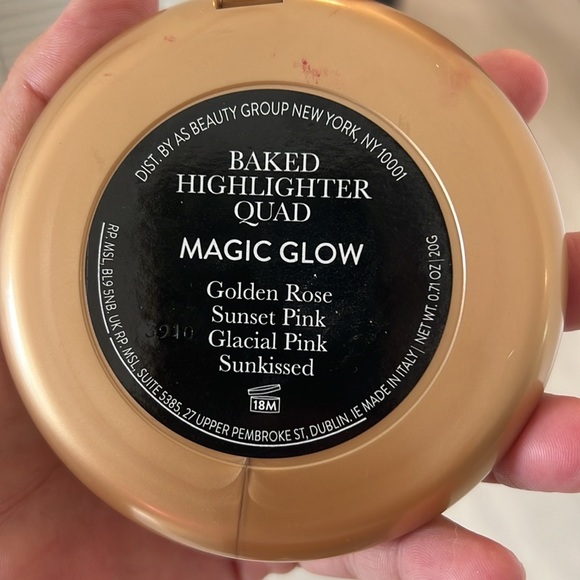 DIST. BY AS BEAUTY GROUP NEW YORK, NY 10001
BAKED
HIGHLIGHTER
QUAD
MAGIC GLOW
Golden Rose
Sunset Pink
Glacial Pink
Sunkissed
18M
RP. MSL, BL9 5NB, UK RP. MSL, SUITE 5385, 27 UPPER PEMBROKE ST, DUBLIN. IE MADE IN ITALY | NET WT. 0.71 OZ | 20G